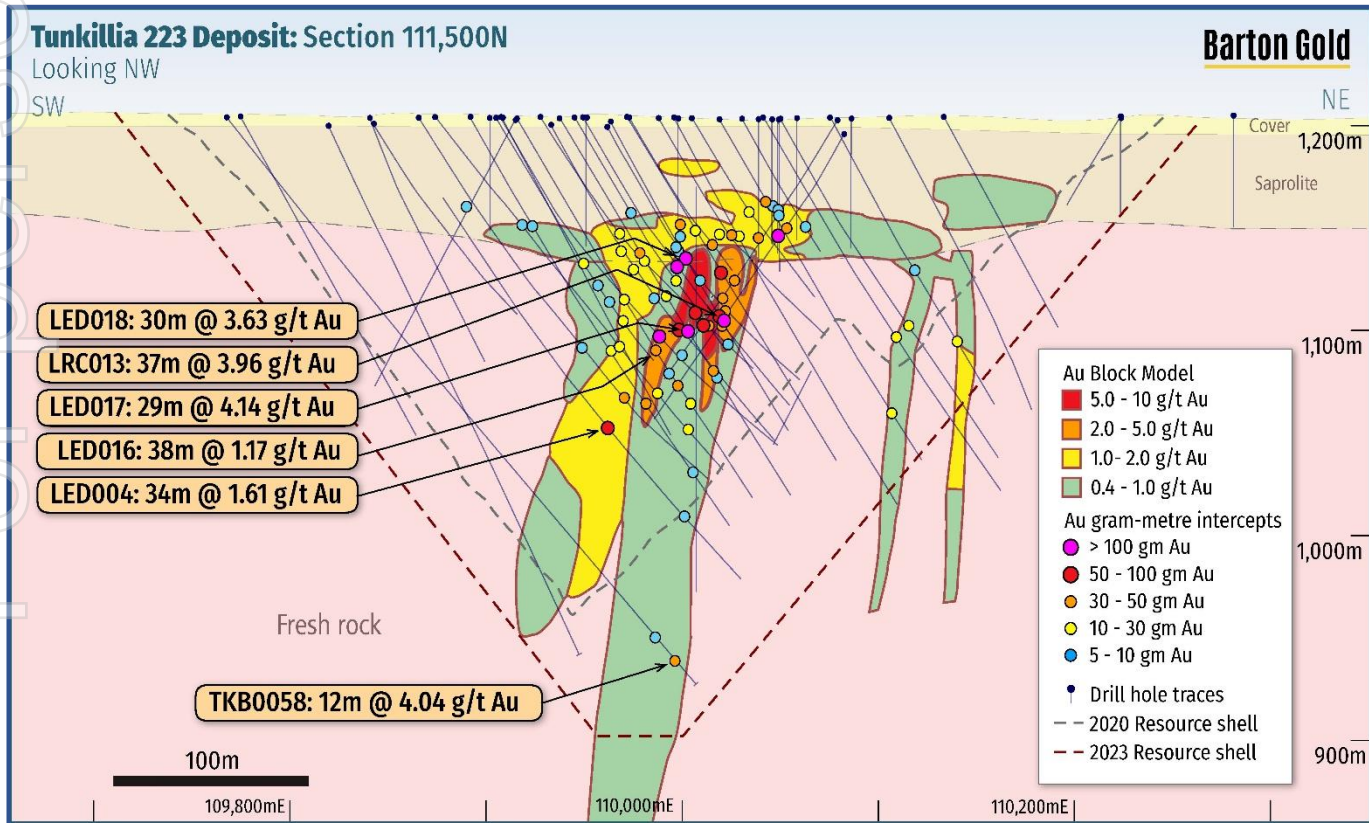 Tunkillia 223 Deposit: Section 111,500N
Looking NW
SW
Barton Gold
NE
Cover
1,200m
Saprolite
LED018: 30m @ 3.63 g/t Au
LRC013: 37m @ 3.96 g/t Au
LED017: 29m @ 4.14 g/t Au
LED016: 38m @ 1.17 g/t Au
LED004: 34m @ 1.61 g/t Au
1,100m
Au Block Model
5.0 - 10 g/t Au
2.0 - 5.0 g/t Au
1.0- 2.0 g/t Au
0.4 - 1.0 g/t Au
Au gram-metre intercepts
> 100 gm Au
50 - 100 gm Au
30 - 50 gm Au
10 - 30 gm Au
5 - 10 gm Au
Drill hole traces
2020 Resource shell
2023 Resource shell
1,000m
Fresh rock
TKB0058: 12m @ 4.04 g/t Au
900m
100m
109,800mE
110,000mE
110,200mE